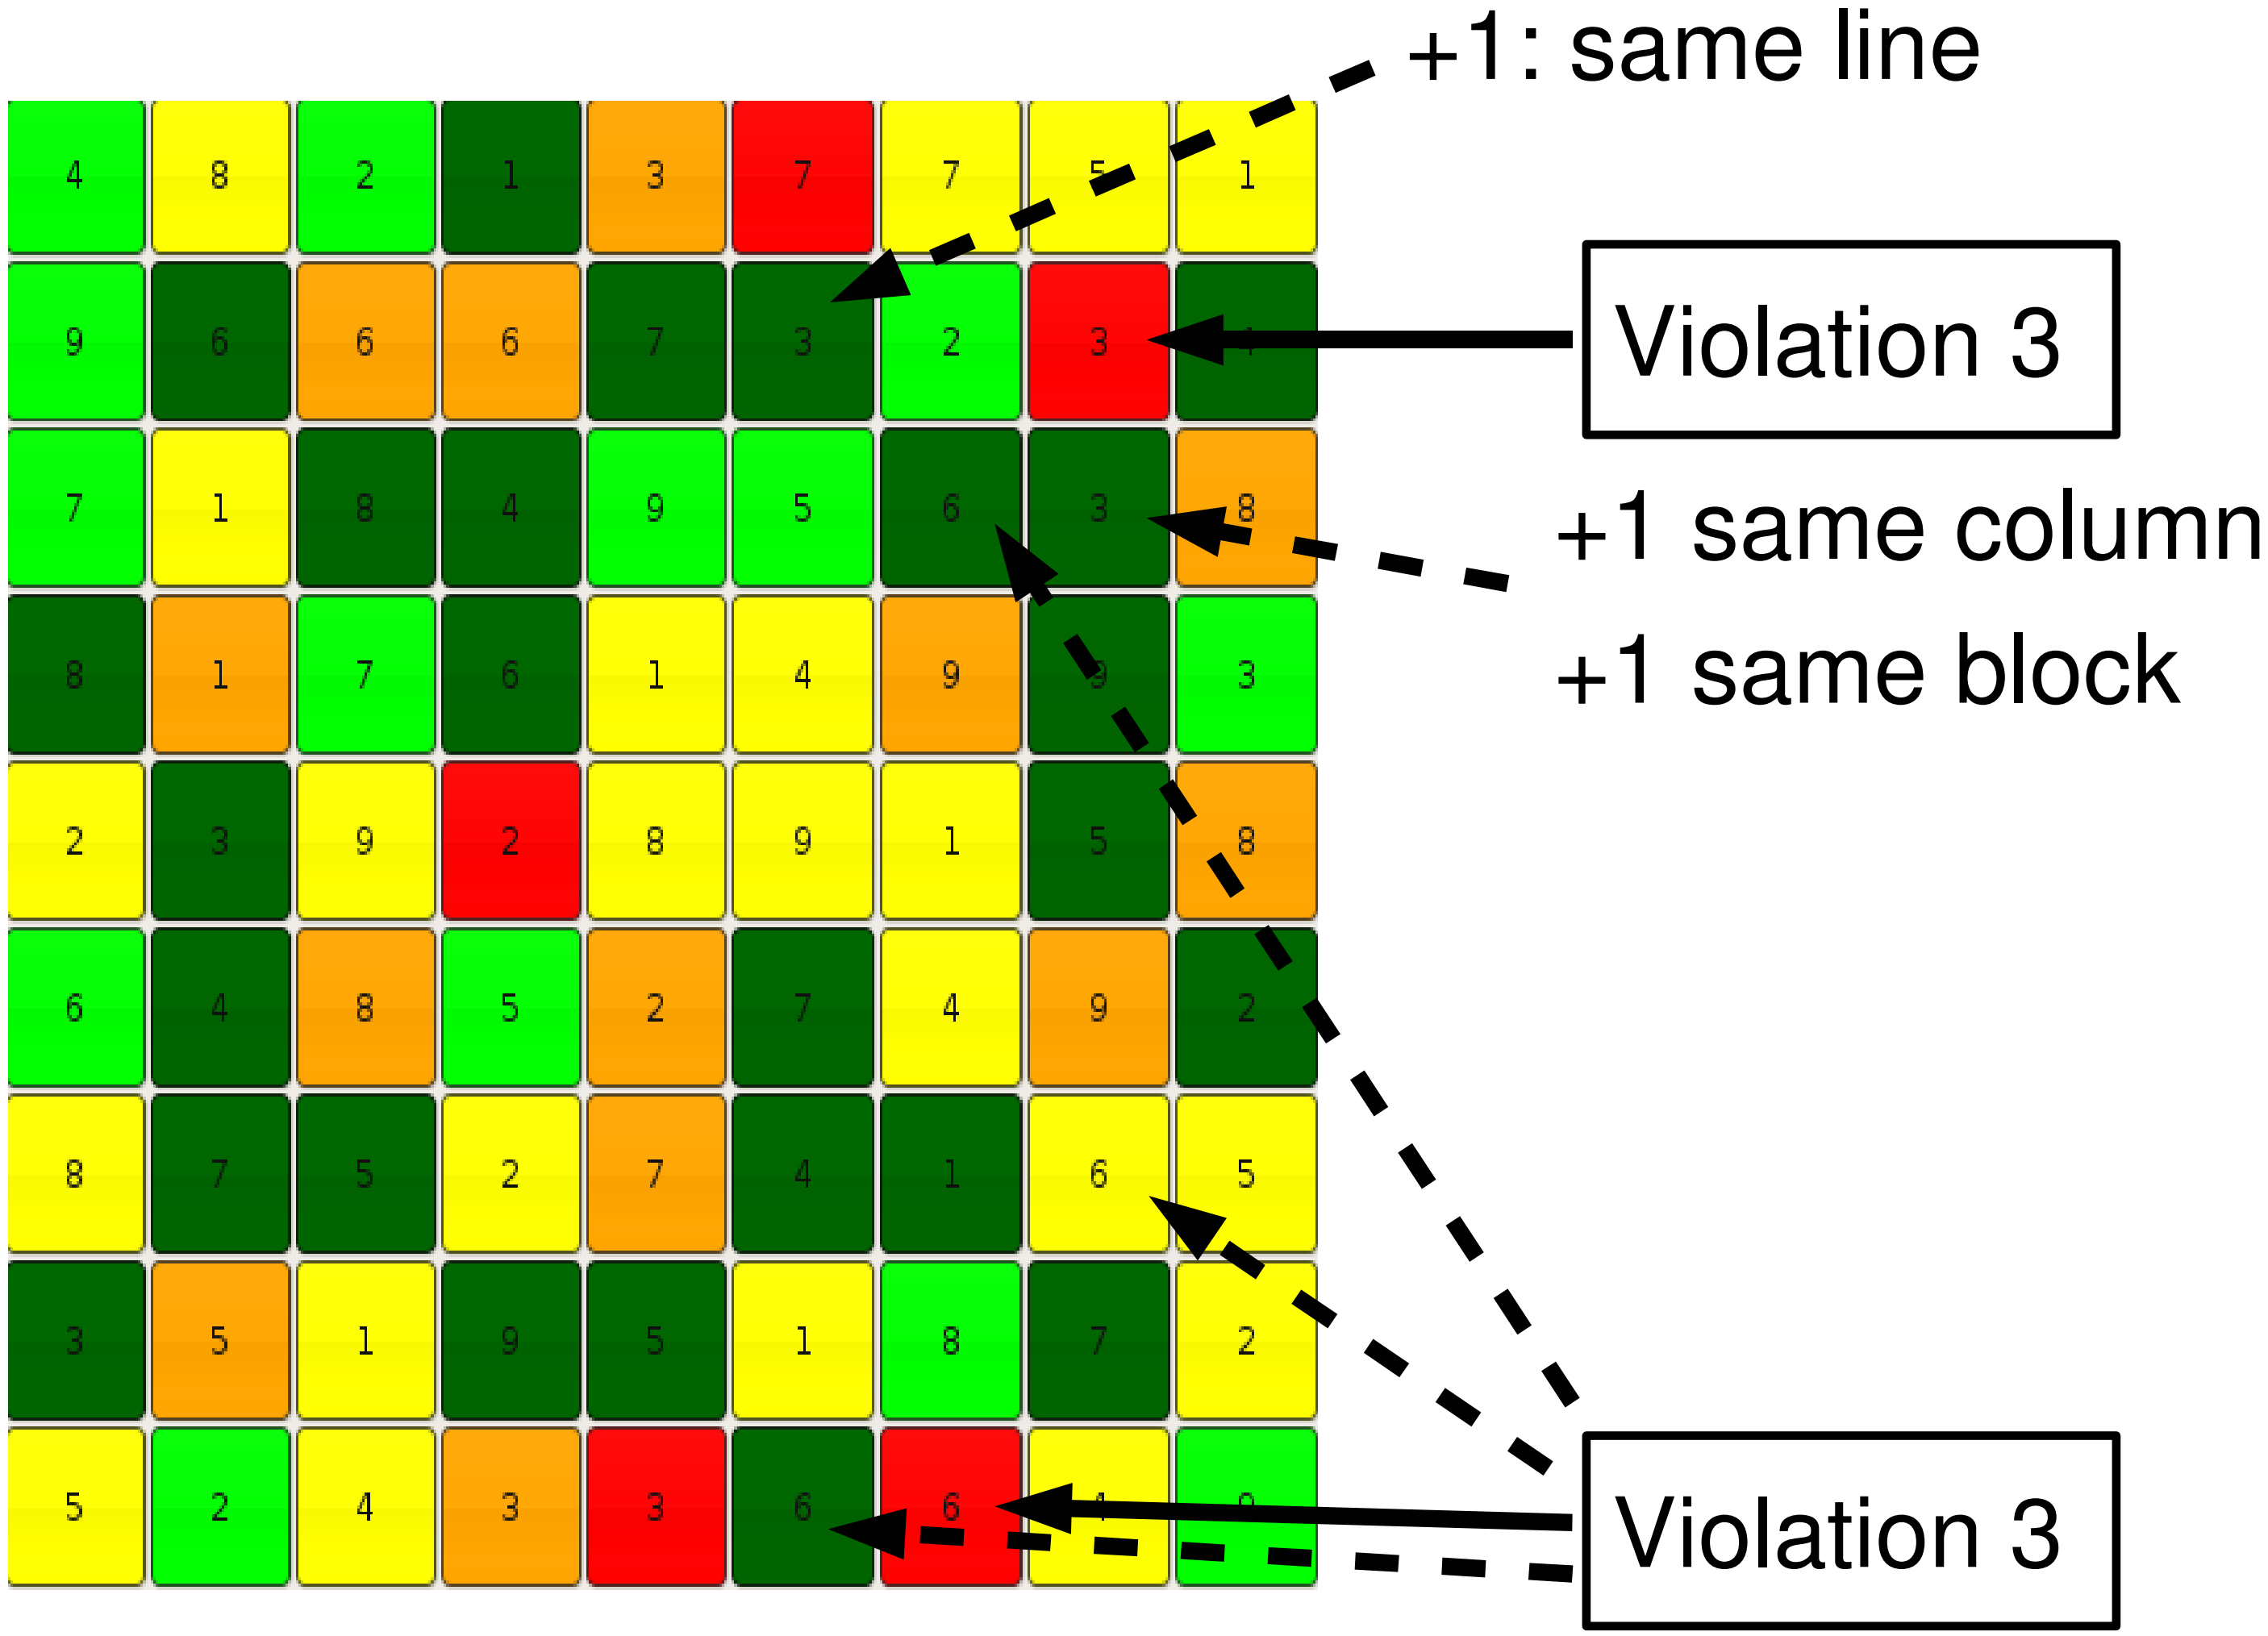 +1: same line
4 8 2 1 3 7 7 5 1
Violation 3
9 6 6 6 7 3 2 3 4
7 1 8 4 9 5 6 3 8
+1 same column
8 1 7 6 1 4 9 9 3
+1 same block
2 3 9 2 8 9 1 5 8
6 4 8 5 2 7 4 9 2
8 7 5 2 7 4 1 6 5
3 5 1 9 5 1 8 7 2
5 2 4 3 3 6 6 4 9
Violation 3